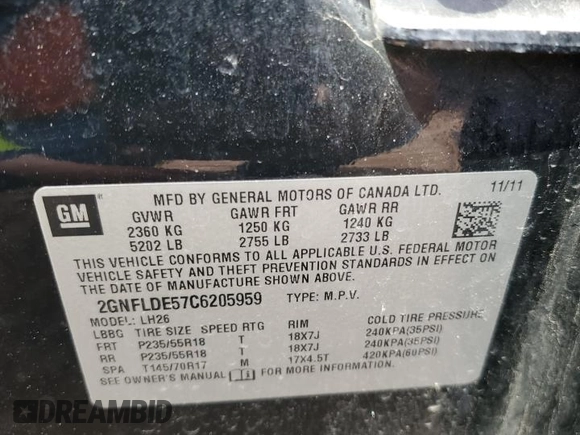 MFD BY GENERAL MOTORS OF CANADA LTD. 11/11
GM
GVWR GAWR FRT GAWR RR
2360 KG 1250 KG 1240 KG
5202 LB 2755 LB 2733 LB
THIS VEHICLE CONFORMS TO ALL APPLICABLE U.S. FEDERAL MOTOR
VEHICLE SAFETY AND THEFT PREVENTION STANDARDS IN EFFECT ON
THE DATE OF MANUFACTURE SHOWN ABOVE.
2GNFLDE57C6205959 TYPE: M.P.V.
MODEL: LH26
LBBG TIRE SIZE SPEED RTG RIM COLD TIRE PRESSURE
FRT P235/55R18 T 18X7J 240KPA(35PSI)
RR P235/55R18 T 18X7J 240KPA(35PSI)
SPA T145/70R17 M 17X4.5T 420KPA(60PSI)
SEE OWNER'S MANUAL FOR MORE INFORMATION.
DREAMBID